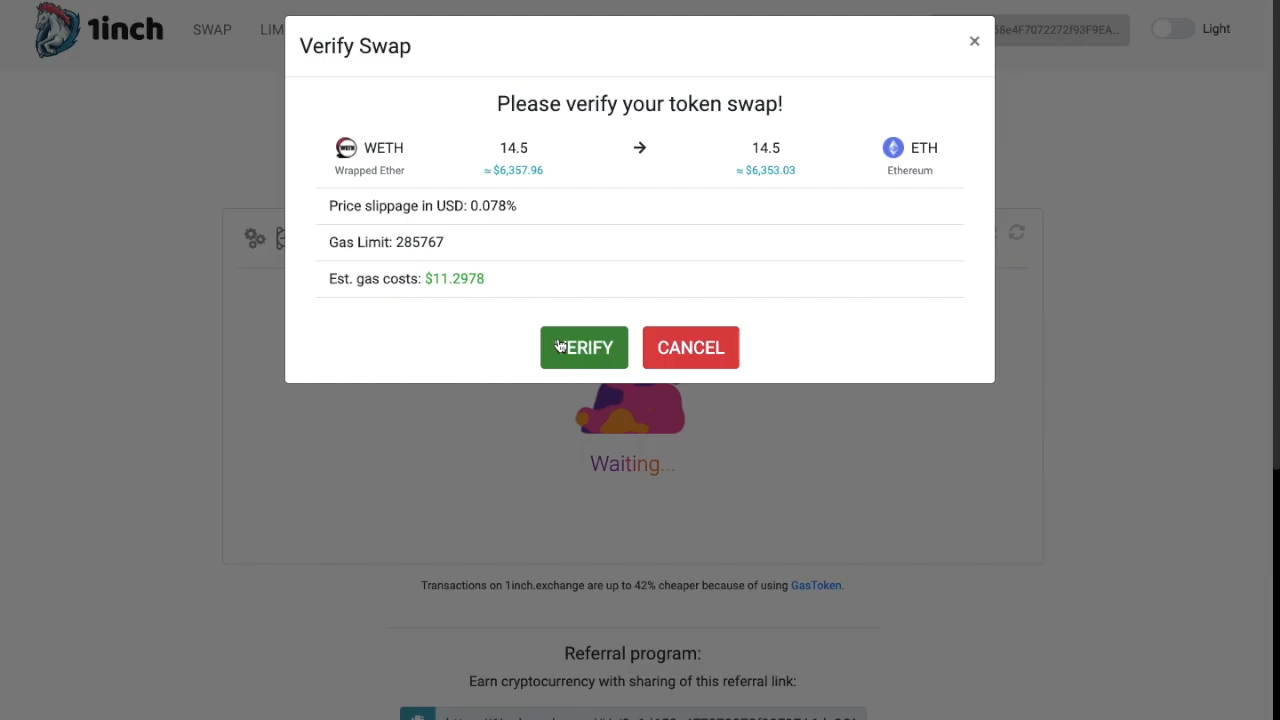 1inch
SWAP
LIM
58e4F7072272f93F9EA...
Light
Verify Swap
×
Please verify your token swap!
WETH 14.5 → 14.5 ETH
Wrapped Ether ≈ $6,357.96 ≈ $6,353.03 Ethereum
Price slippage in USD: 0.078%
Gas Limit: 285767
Est. gas costs: $11.2978
VERIFY CANCEL
Waiting...
Transactions on 1inch.exchange are up to 42% cheaper because of using GasToken.
Referral program:
Earn cryptocurrency with sharing of this referral link: